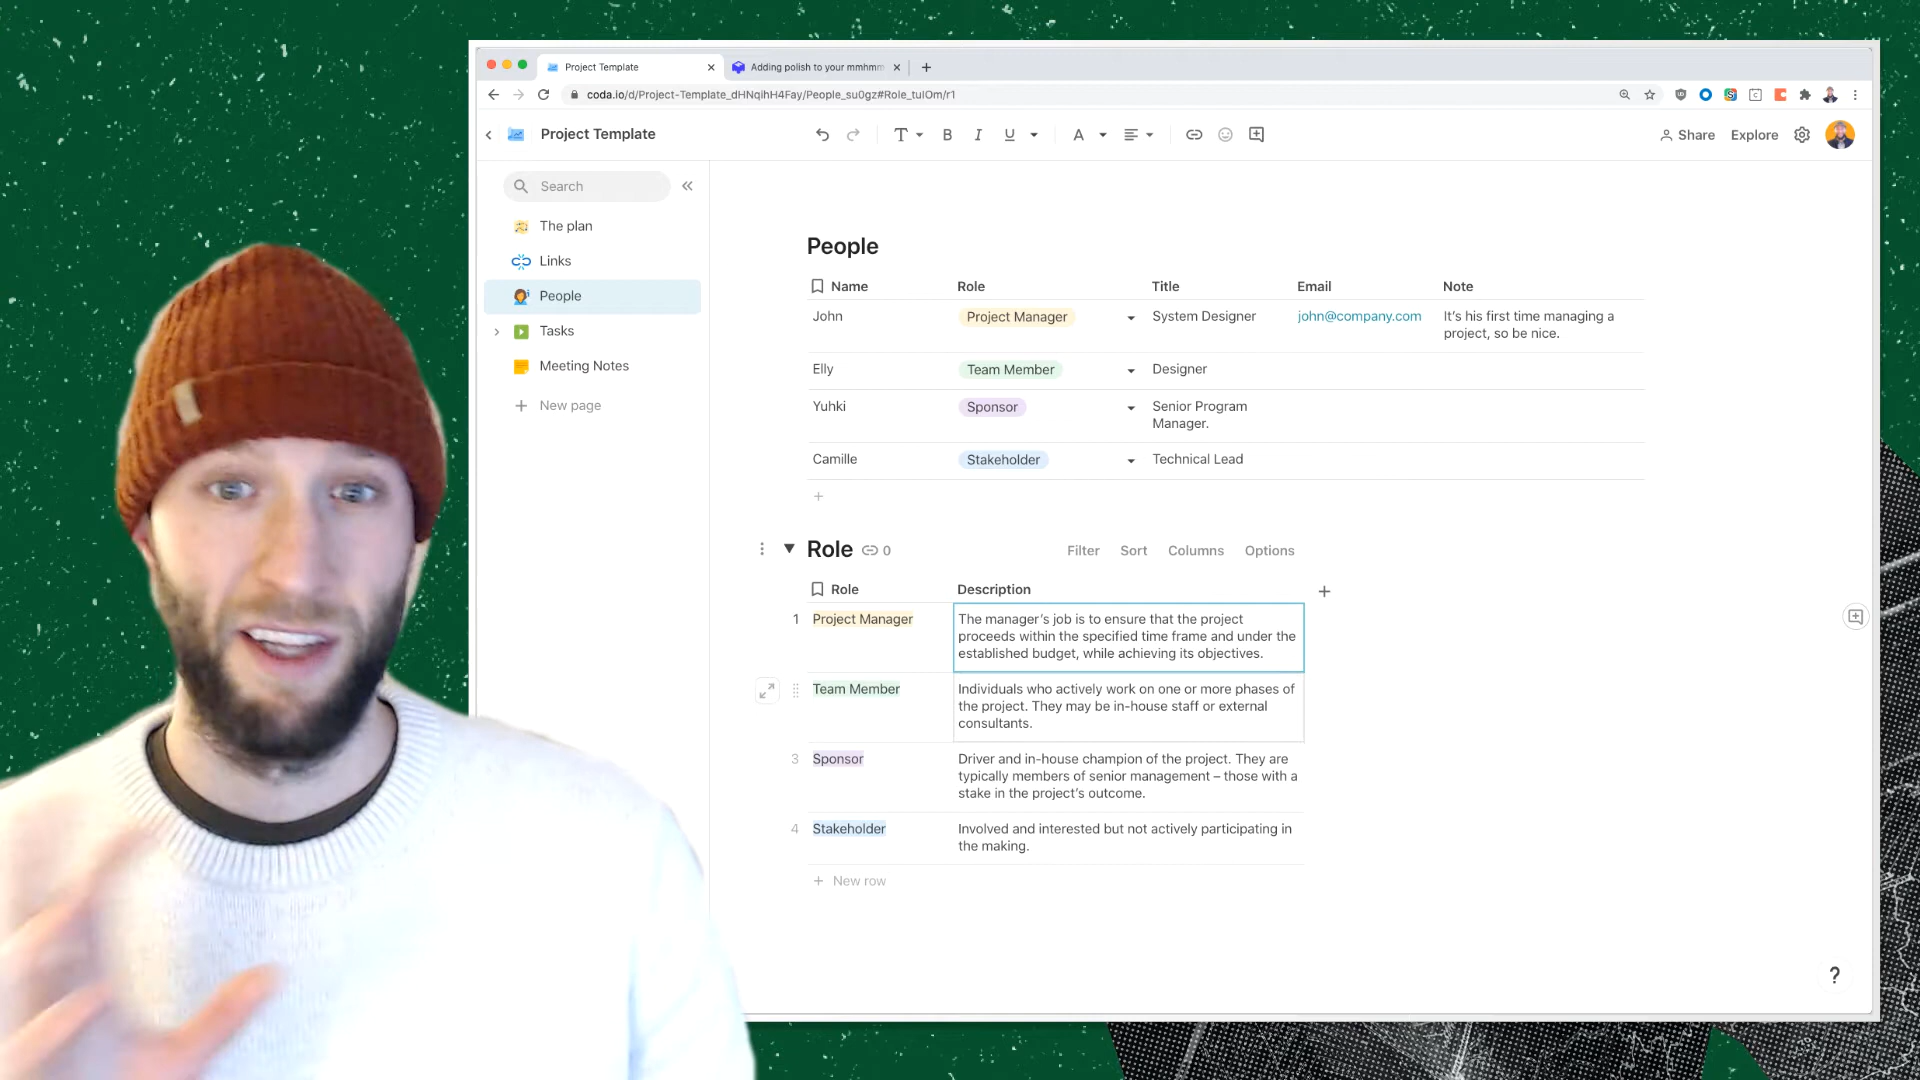 Project Template
Adding polish to your mmhmm
coda.io/d/Project-Template_dHNqihH4Fay/People_su0gz#Role_tuIOm/r1
Project Template
T
B
I
U
A
Share
Explore
Search
The plan
Links
People
Tasks
Meeting Notes
New page
People
Name
Role
Title
Email
Note
John
Project Manager
System Designer
john@company.com
It's his first time managing a
project, so be nice.
Elly
Team Member
Designer
Yuhki
Sponsor
Senior Program
Manager.
Camille
Stakeholder
Technical Lead
Role
0
Filter
Sort
Columns
Options
Role
Description
1
Project Manager
The manager's job is to ensure that the project
proceeds within the specified time frame and under the
established budget, while achieving its objectives.
Team Member
Individuals who actively work on one or more phases of
the project. They may be in-house staff or external
consultants.
3
Sponsor
Driver and in-house champion of the project. They are
typically members of senior management – those with a
stake in the project's outcome.
4
Stakeholder
Involved and interested but not actively participating in
the making.
New row
?